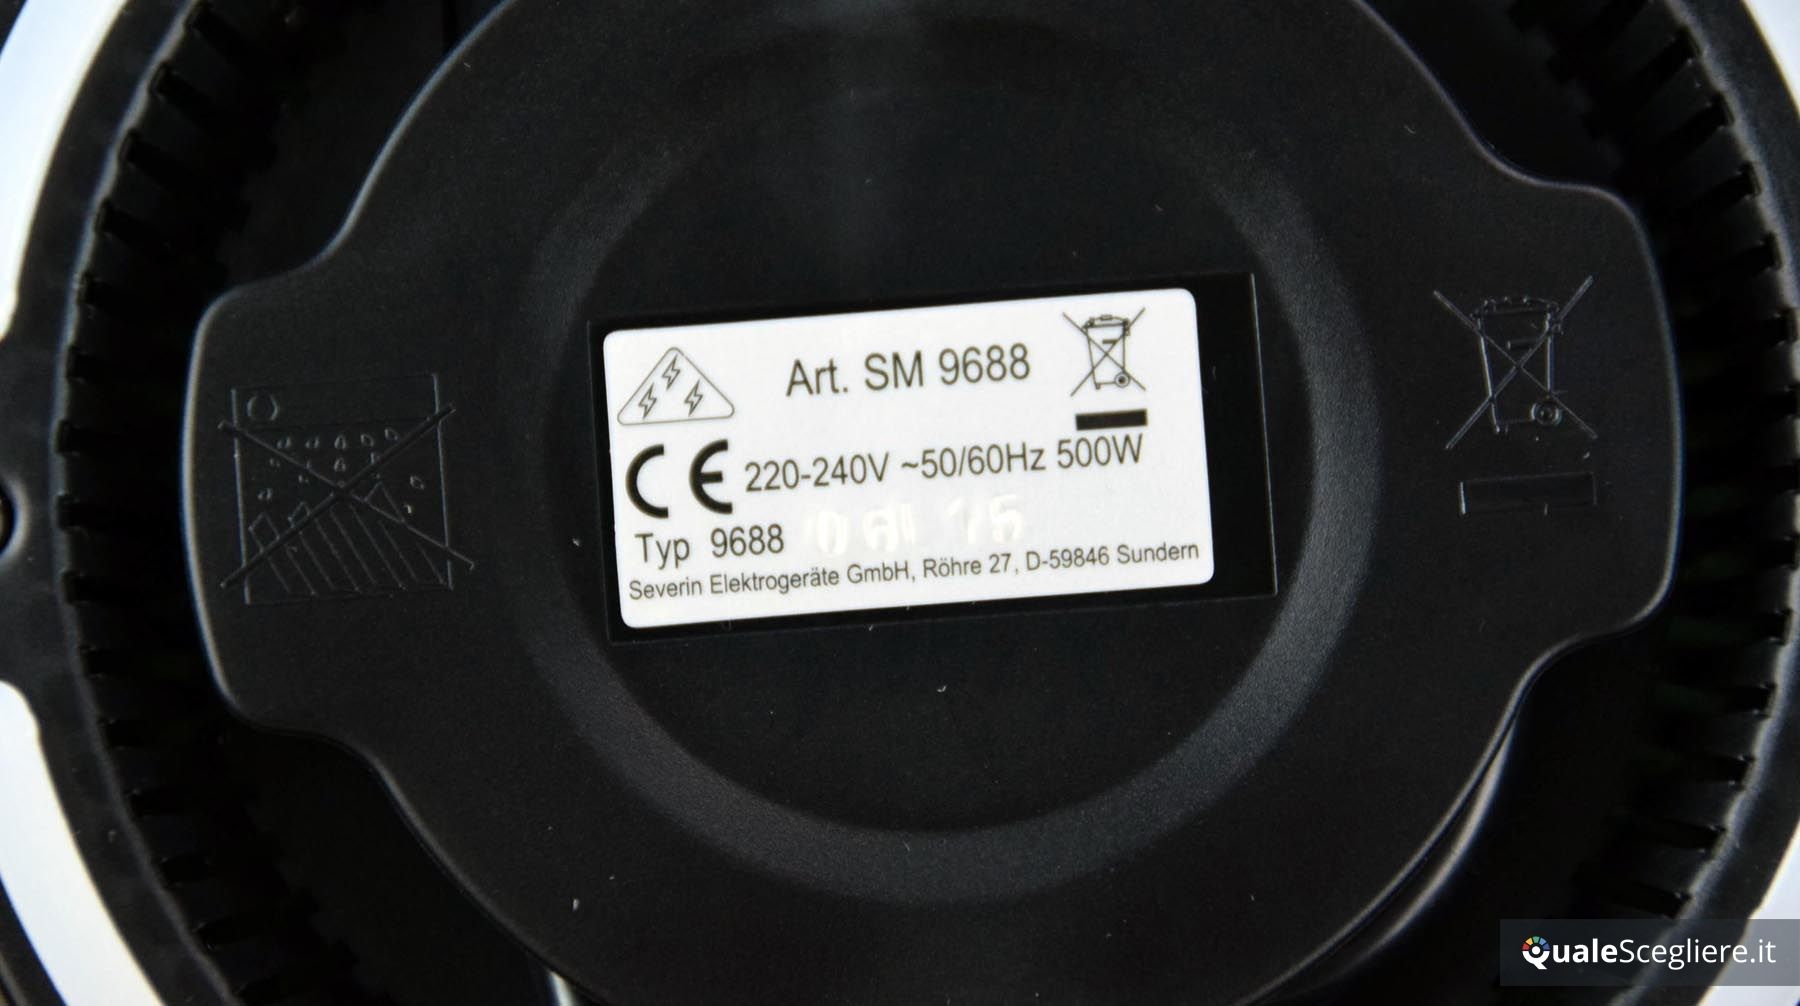 Art. SM 9688
CE 220-240V ~50/60Hz 500W
Typ 9688
Severin Elektrogeräte GmbH, Röhre 27, D-59846 Sundern
QualeScegliere.it